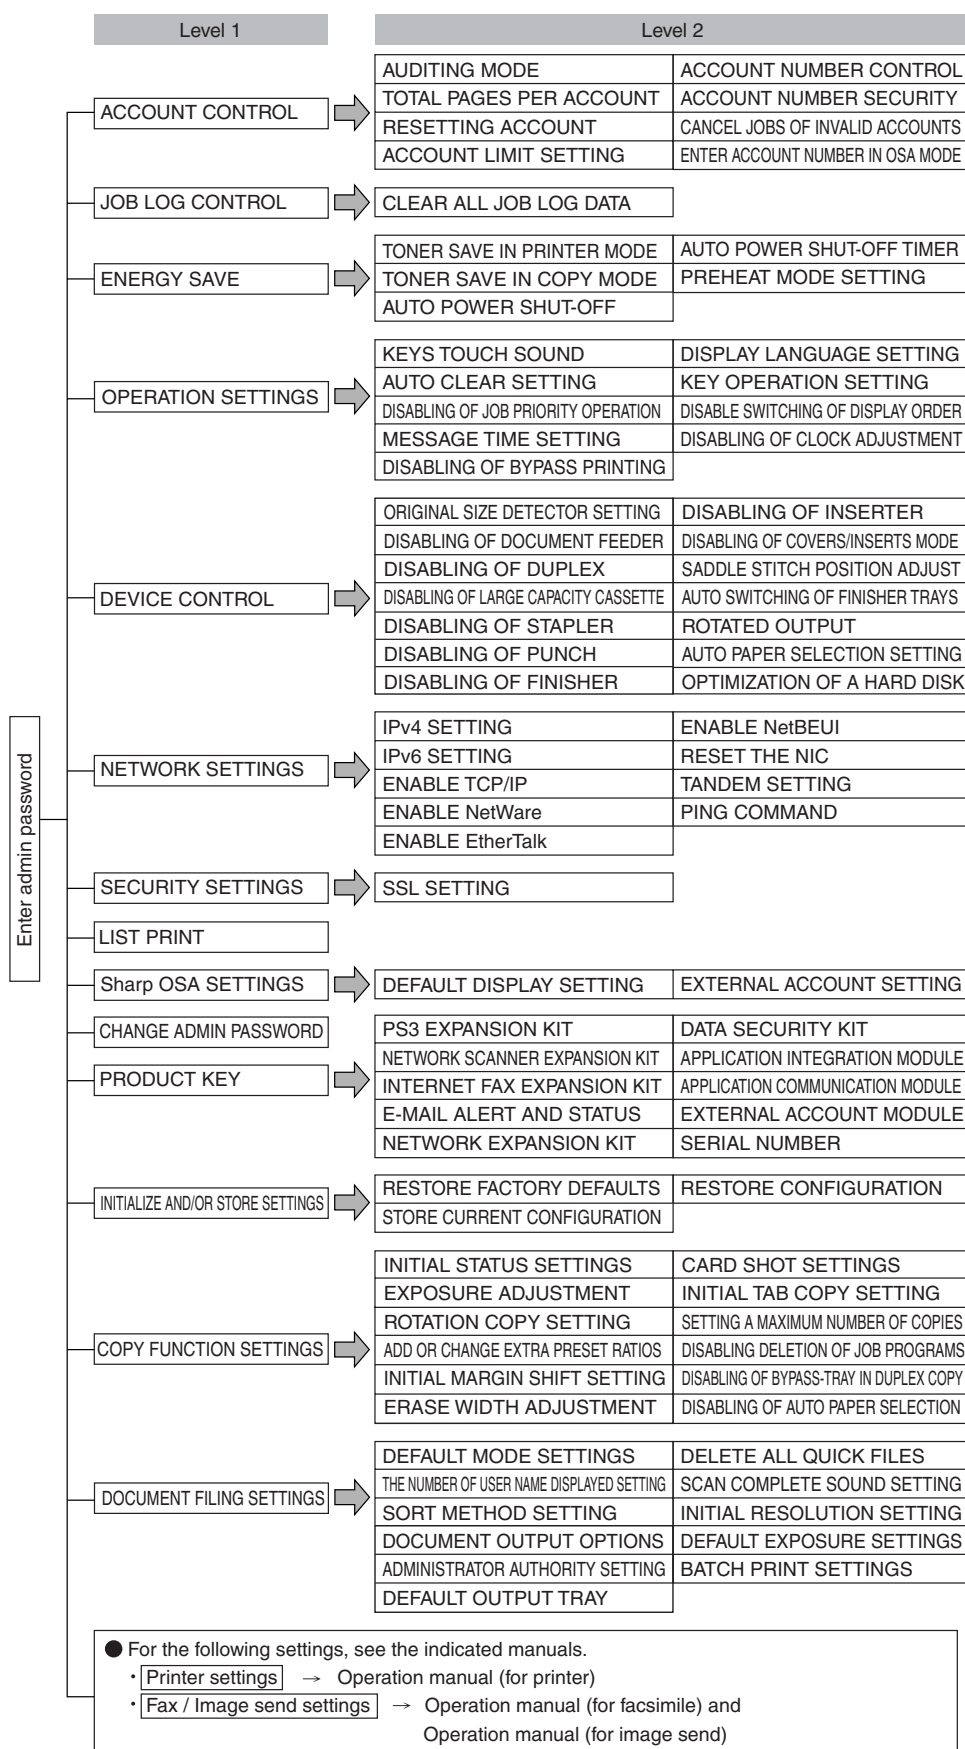 Level 1 Level 2
ACCOUNT CONTROL
AUDITING MODE ACCOUNT NUMBER CONTROL
TOTAL PAGES PER ACCOUNT ACCOUNT NUMBER SECURITY
RESETTING ACCOUNT CANCEL JOBS OF INVALID ACCOUNTS
ACCOUNT LIMIT SETTING ENTER ACCOUNT NUMBER IN OSA MODE
JOB LOG CONTROL
CLEAR ALL JOB LOG DATA
ENERGY SAVE
TONER SAVE IN PRINTER MODE AUTO POWER SHUT-OFF TIMER
TONER SAVE IN COPY MODE PREHEAT MODE SETTING
AUTO POWER SHUT-OFF
OPERATION SETTINGS
KEYS TOUCH SOUND DISPLAY LANGUAGE SETTING
AUTO CLEAR SETTING KEY OPERATION SETTING
DISABLING OF JOB PRIORITY OPERATION DISABLE SWITCHING OF DISPLAY ORDER
MESSAGE TIME SETTING DISABLING OF CLOCK ADJUSTMENT
DISABLING OF BYPASS PRINTING
DEVICE CONTROL
ORIGINAL SIZE DETECTOR SETTING DISABLING OF INSERTER
DISABLING OF DOCUMENT FEEDER DISABLING OF COVERS/INSERTS MODE
DISABLING OF DUPLEX SADDLE STITCH POSITION ADJUST
DISABLING OF LARGE CAPACITY CASSETTE AUTO SWITCHING OF FINISHER TRAYS
DISABLING OF STAPLER ROTATED OUTPUT
DISABLING OF PUNCH AUTO PAPER SELECTION SETTING
DISABLING OF FINISHER OPTIMIZATION OF A HARD DISK
Enter admin password
NETWORK SETTINGS
IPv4 SETTING ENABLE NetBEUI
IPv6 SETTING RESET THE NIC
ENABLE TCP/IP TANDEM SETTING
ENABLE NetWare PING COMMAND
ENABLE EtherTalk
SECURITY SETTINGS
SSL SETTING
LIST PRINT
Sharp OSA SETTINGS
DEFAULT DISPLAY SETTING EXTERNAL ACCOUNT SETTING
CHANGE ADMIN PASSWORD
PRODUCT KEY
PS3 EXPANSION KIT DATA SECURITY KIT
NETWORK SCANNER EXPANSION KIT APPLICATION INTEGRATION MODULE
INTERNET FAX EXPANSION KIT APPLICATION COMMUNICATION MODULE
E-MAIL ALERT AND STATUS EXTERNAL ACCOUNT MODULE
NETWORK EXPANSION KIT SERIAL NUMBER
INITIALIZE AND/OR STORE SETTINGS
RESTORE FACTORY DEFAULTS RESTORE CONFIGURATION
STORE CURRENT CONFIGURATION
COPY FUNCTION SETTINGS
INITIAL STATUS SETTINGS CARD SHOT SETTINGS
EXPOSURE ADJUSTMENT INITIAL TAB COPY SETTING
ROTATION COPY SETTING SETTING A MAXIMUM NUMBER OF COPIES
ADD OR CHANGE EXTRA PRESET RATIOS DISABLING DELETION OF JOB PROGRAMS
INITIAL MARGIN SHIFT SETTING DISABLING OF BYPASS-TRAY IN DUPLEX COPY
ERASE WIDTH ADJUSTMENT DISABLING OF AUTO PAPER SELECTION
DOCUMENT FILING SETTINGS
DEFAULT MODE SETTINGS DELETE ALL QUICK FILES
THE NUMBER OF USER NAME DISPLAYED SETTING SCAN COMPLETE SOUND SETTING
SORT METHOD SETTING INITIAL RESOLUTION SETTING
DOCUMENT OUTPUT OPTIONS DEFAULT EXPOSURE SETTINGS
ADMINISTRATOR AUTHORITY SETTING BATCH PRINT SETTINGS
DEFAULT OUTPUT TRAY
● For the following settings, see the indicated manuals.
・Printer settings → Operation manual (for printer)
・Fax / Image send settings → Operation manual (for facsimile) and
Operation manual (for image send)